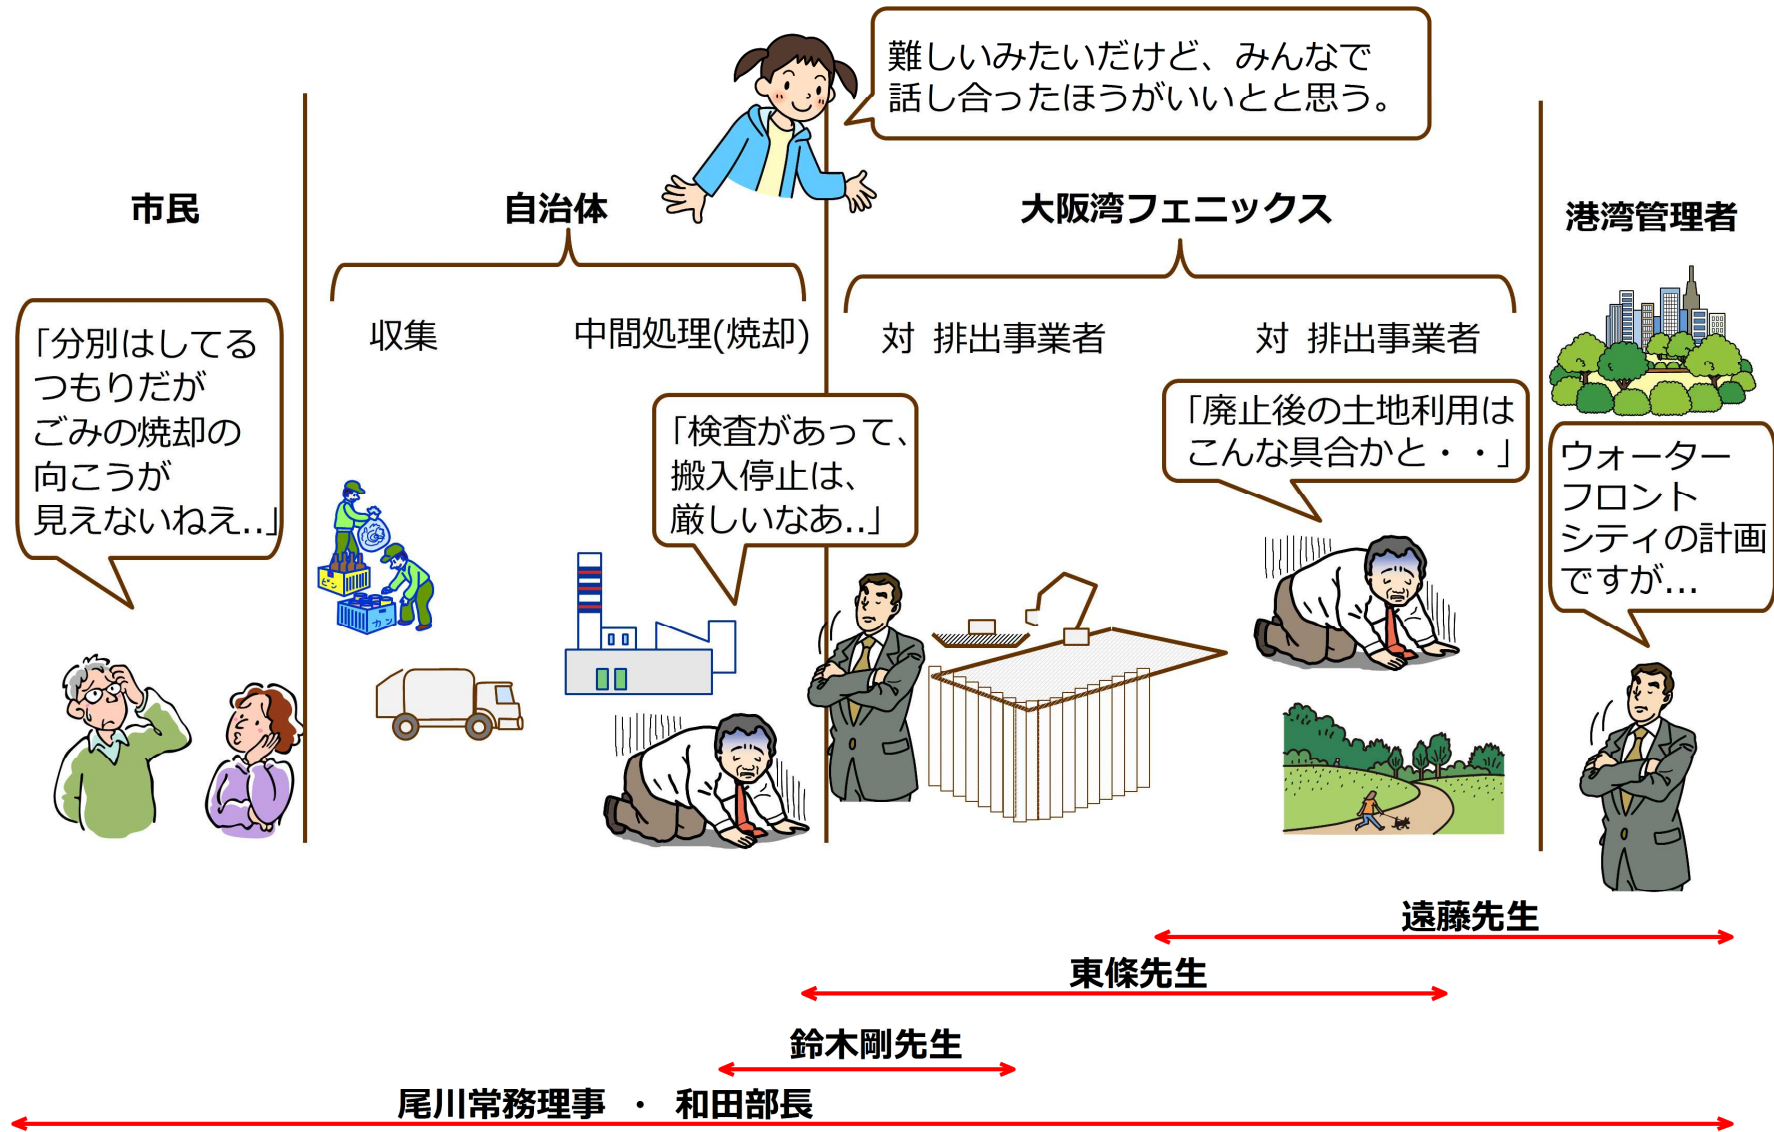 難しいみたいだけど、みんなで
話し合ったほうがいいとと思う。
市民
自治体
大阪湾フェニックス
港湾管理者
収集
中間処理(焼却)
対 排出事業者
対 排出事業者
「分別はしてる
つもりだが
ごみの焼却の
向こうが
見えないねえ..」
「検査があって、
搬入停止は、
厳しいなあ..」
「廃止後の土地利用は
こんな具合かと・・」
ウォーター
フロント
シティの計画
ですが…
ビン
カン
遠藤先生
東條先生
鈴木剛先生
尾川常務理事 ・ 和田部長